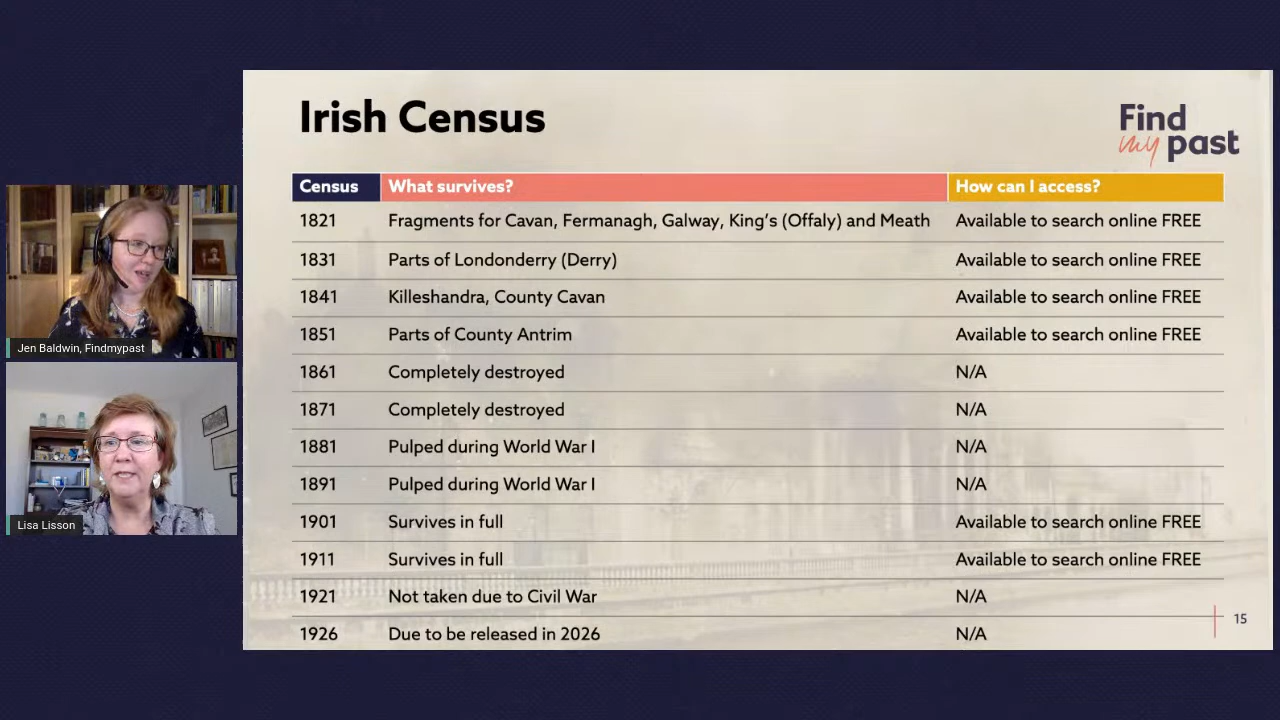 Irish Census
Find
my past
Census What survives? How can I access?
1821 Fragments for Cavan, Fermanagh, Galway, King's (Offaly) and Meath Available to search online FREE
1831 Parts of Londonderry (Derry) Available to search online FREE
1841 Killeshandra, County Cavan Available to search online FREE
1851 Parts of County Antrim Available to search online FREE
1861 Completely destroyed N/A
1871 Completely destroyed N/A
1881 Pulped during World War I N/A
1891 Pulped during World War I N/A
1901 Survives in full Available to search online FREE
1911 Survives in full Available to search online FREE
1921 Not taken due to Civil War N/A
1926 Due to be released in 2026 N/A
15
Jen Baldwin, Findmypast
Lisa Lisson